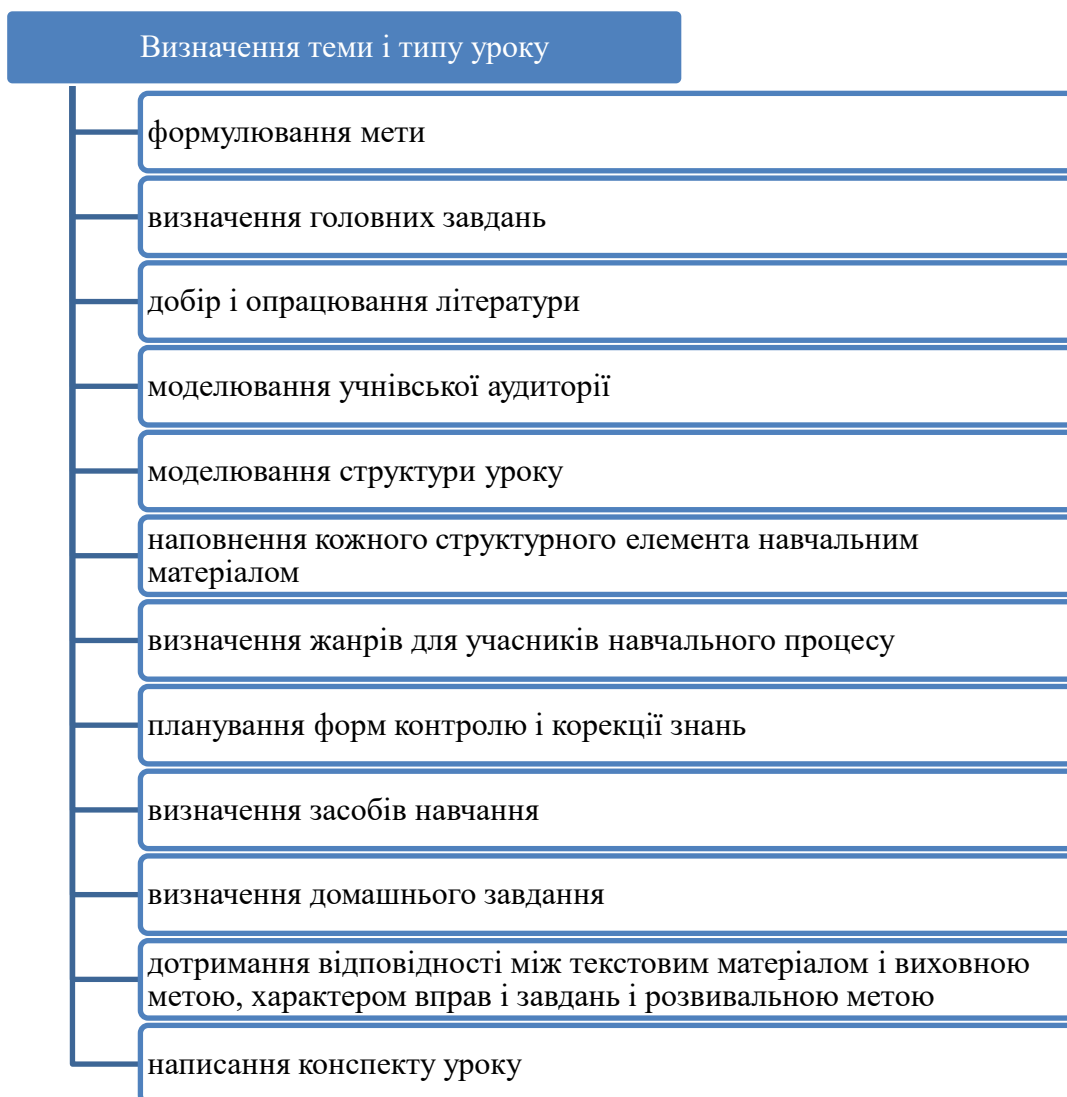 Визначення теми і типу уроку
формулювання мети
визначення головних завдань
добір і опрацювання літератури
моделювання учнівської аудиторії
моделювання структури уроку
наповнення кожного структурного елемента навчальним
матеріалом
визначення жанрів для учасників навчального процесу
планування форм контролю і корекції знань
визначення засобів навчання
визначення домашнього завдання
дотримання відповідності між текстовим матеріалом і виховною
метою, характером вправ і завдань і розвивальною метою
написання конспекту уроку